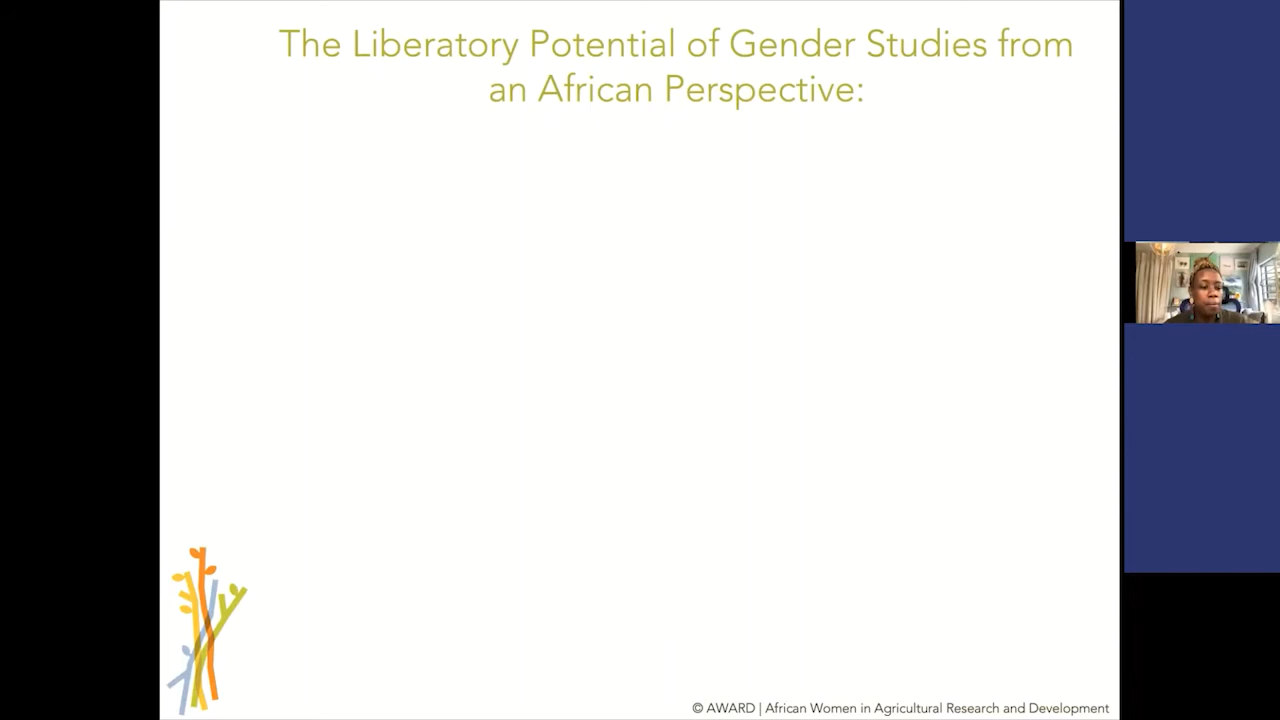 The Liberatory Potential of Gender Studies from
an African Perspective:
© AWARD | African Women in Agricultural Research and Development